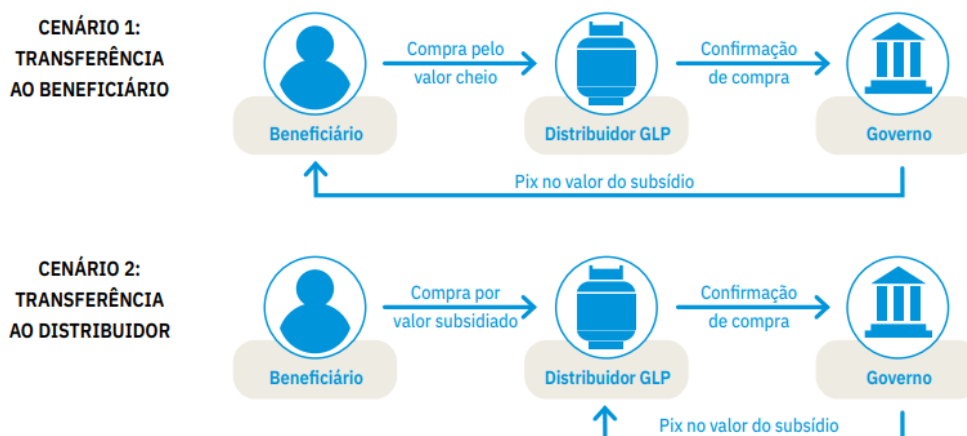 CENÁRIO 1:
TRANSFERÊNCIA
AO BENEFICIÁRIO
Compra pelo
valor cheio
Confirmação
de compra
Beneficiário
Distribuidor GLP
Governo
Pix no valor do subsídio
CENÁRIO 2:
TRANSFERÊNCIA
AO DISTRIBUIDOR
Compra por
valor subsidiado
Confirmação
de compra
Beneficiário
Distribuidor GLP
Governo
Pix no valor do subsídio